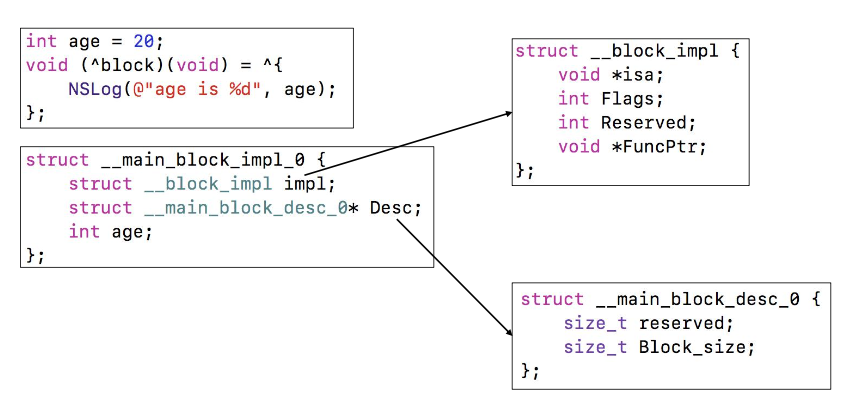 int age = 20;
void (^block)(void) = ^{
    NSLog(@"age is %d", age);
};
struct __main_block_impl_0 {
    struct __block_impl impl;
    struct __main_block_desc_0* Desc;
    int age;
};
struct __block_impl {
    void *isa;
    int Flags;
    int Reserved;
    void *FuncPtr;
};
struct __main_block_desc_0 {
    size_t reserved;
    size_t Block_size;
};